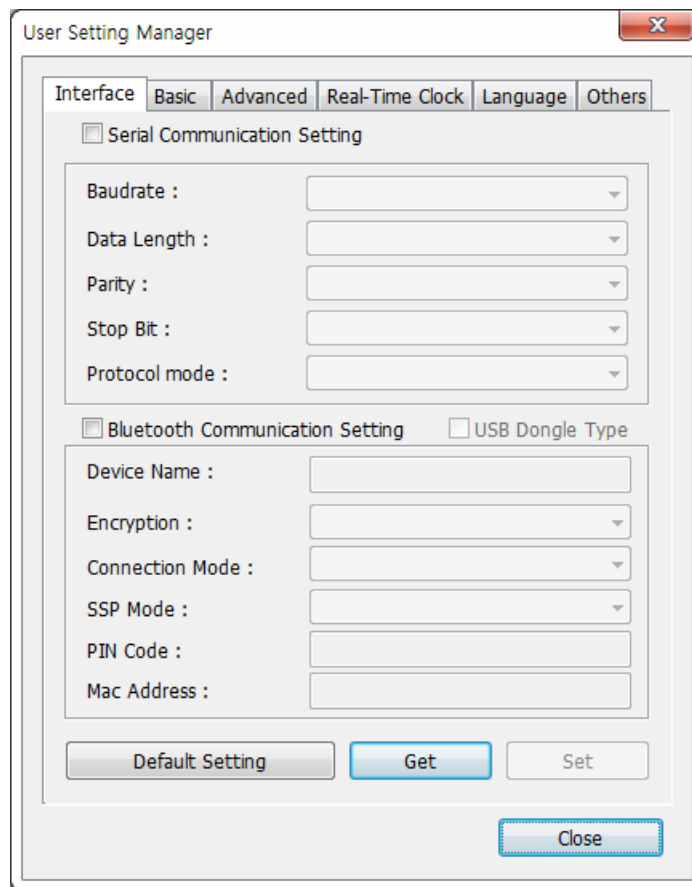 User Setting Manager
Interface Basic Advanced Real-Time Clock Language Others
Serial Communication Setting
Baudrate :
Data Length :
Parity :
Stop Bit :
Protocol mode :
Bluetooth Communication Setting USB Dongle Type
Device Name :
Encryption :
Connection Mode :
SSP Mode :
PIN Code :
Mac Address :
Default Setting Get Set
Close